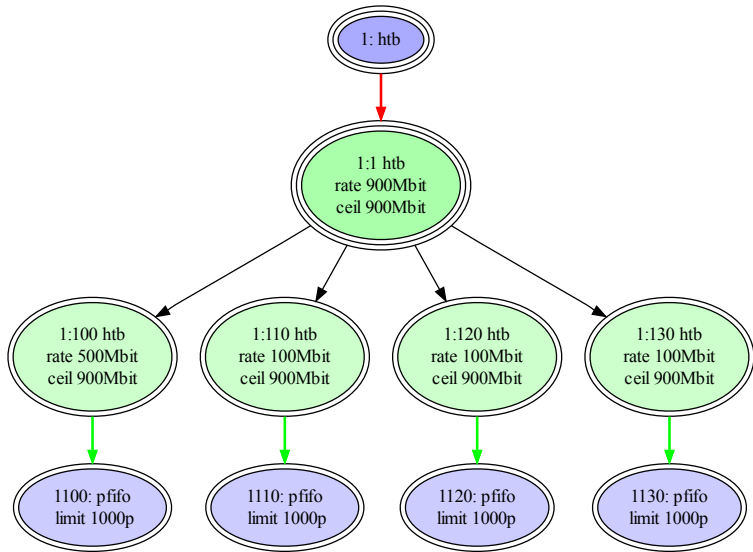 1: htb
1:1 htb
rate 900Mbit
ceil 900Mbit
1:100 htb
rate 500Mbit
ceil 900Mbit
1:110 htb
rate 100Mbit
ceil 900Mbit
1:120 htb
rate 100Mbit
ceil 900Mbit
1:130 htb
rate 100Mbit
ceil 900Mbit
1100: pfifo
limit 1000p
1110: pfifo
limit 1000p
1120: pfifo
limit 1000p
1130: pfifo
limit 1000p